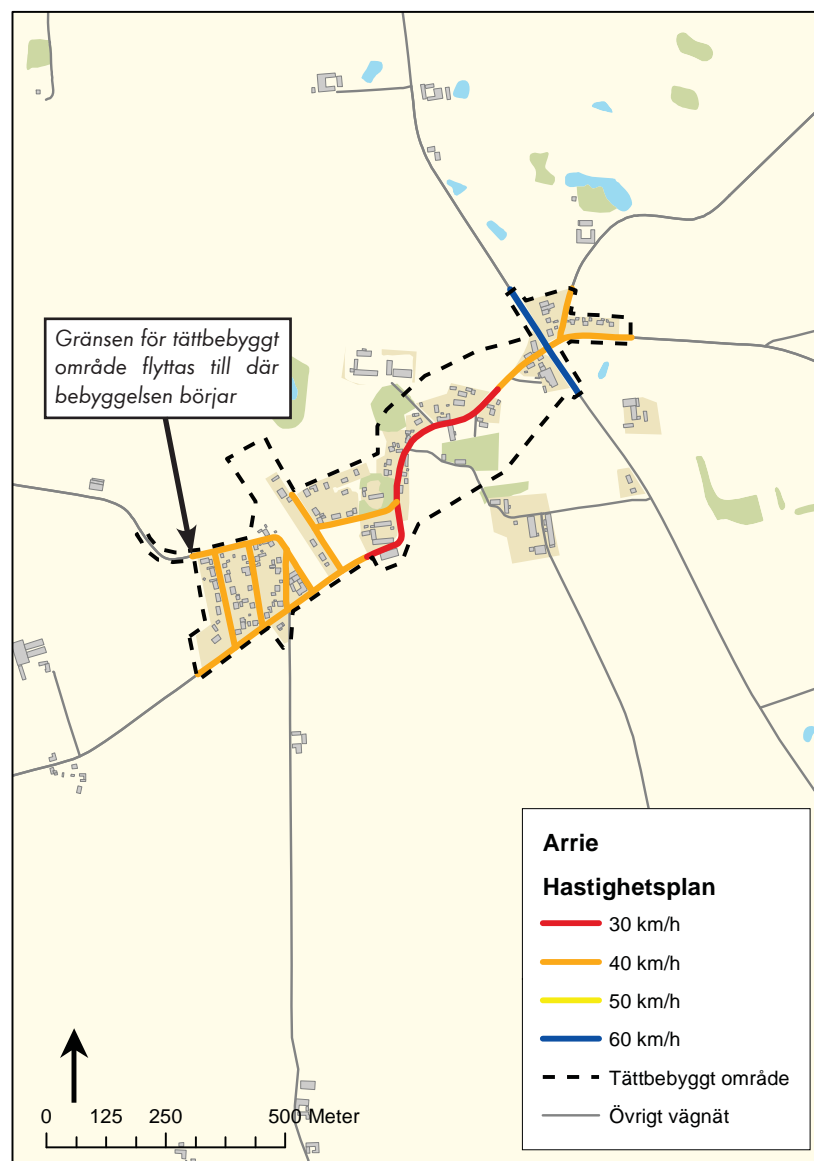 Gränsen för tättbebyggt
område flyttas till där
bebyggelsen börjar
Arrie
Hastighetsplan
30 km/h
40 km/h
50 km/h
60 km/h
Tättbebyggt område
Övrigt vägnät
0 125 250 500 Meter